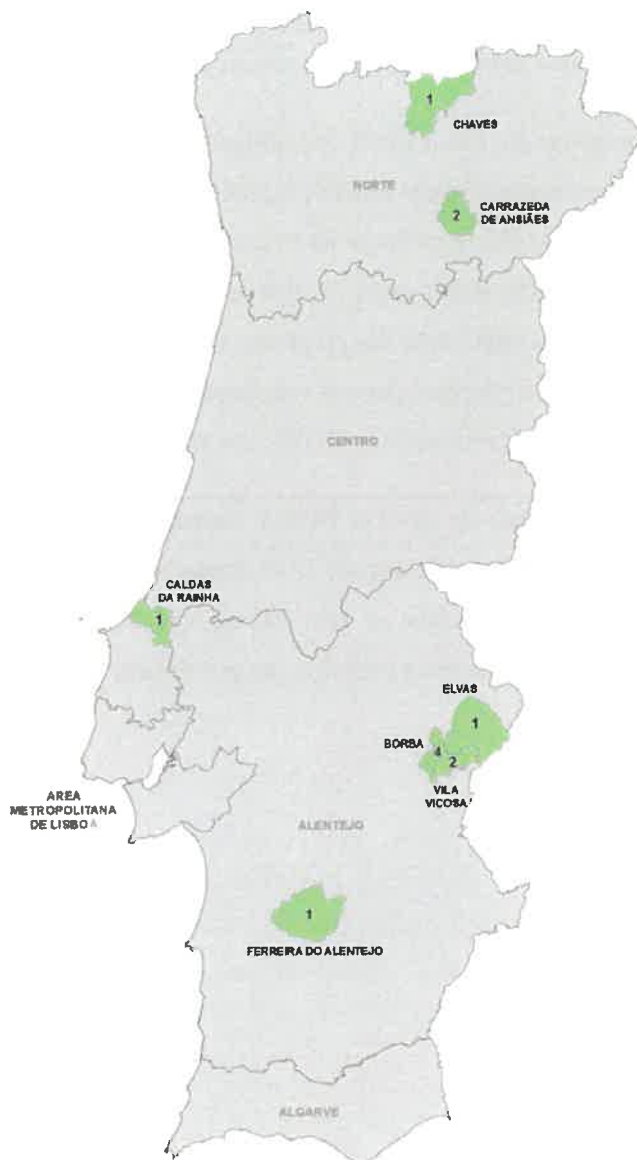 1
CHAVES
NORTE
CARRAZEDA
DE ANSIÃES
2
CENTRO
CALDAS
DA RAINHA
1
ELVAS
1
BORBA
4
2
VILA
VIÇOSA
AREA
METROPOLITANA
DE LISBOA
ALENTEJO
1
FERREIRA DO ALENTEJO
ALGARVE